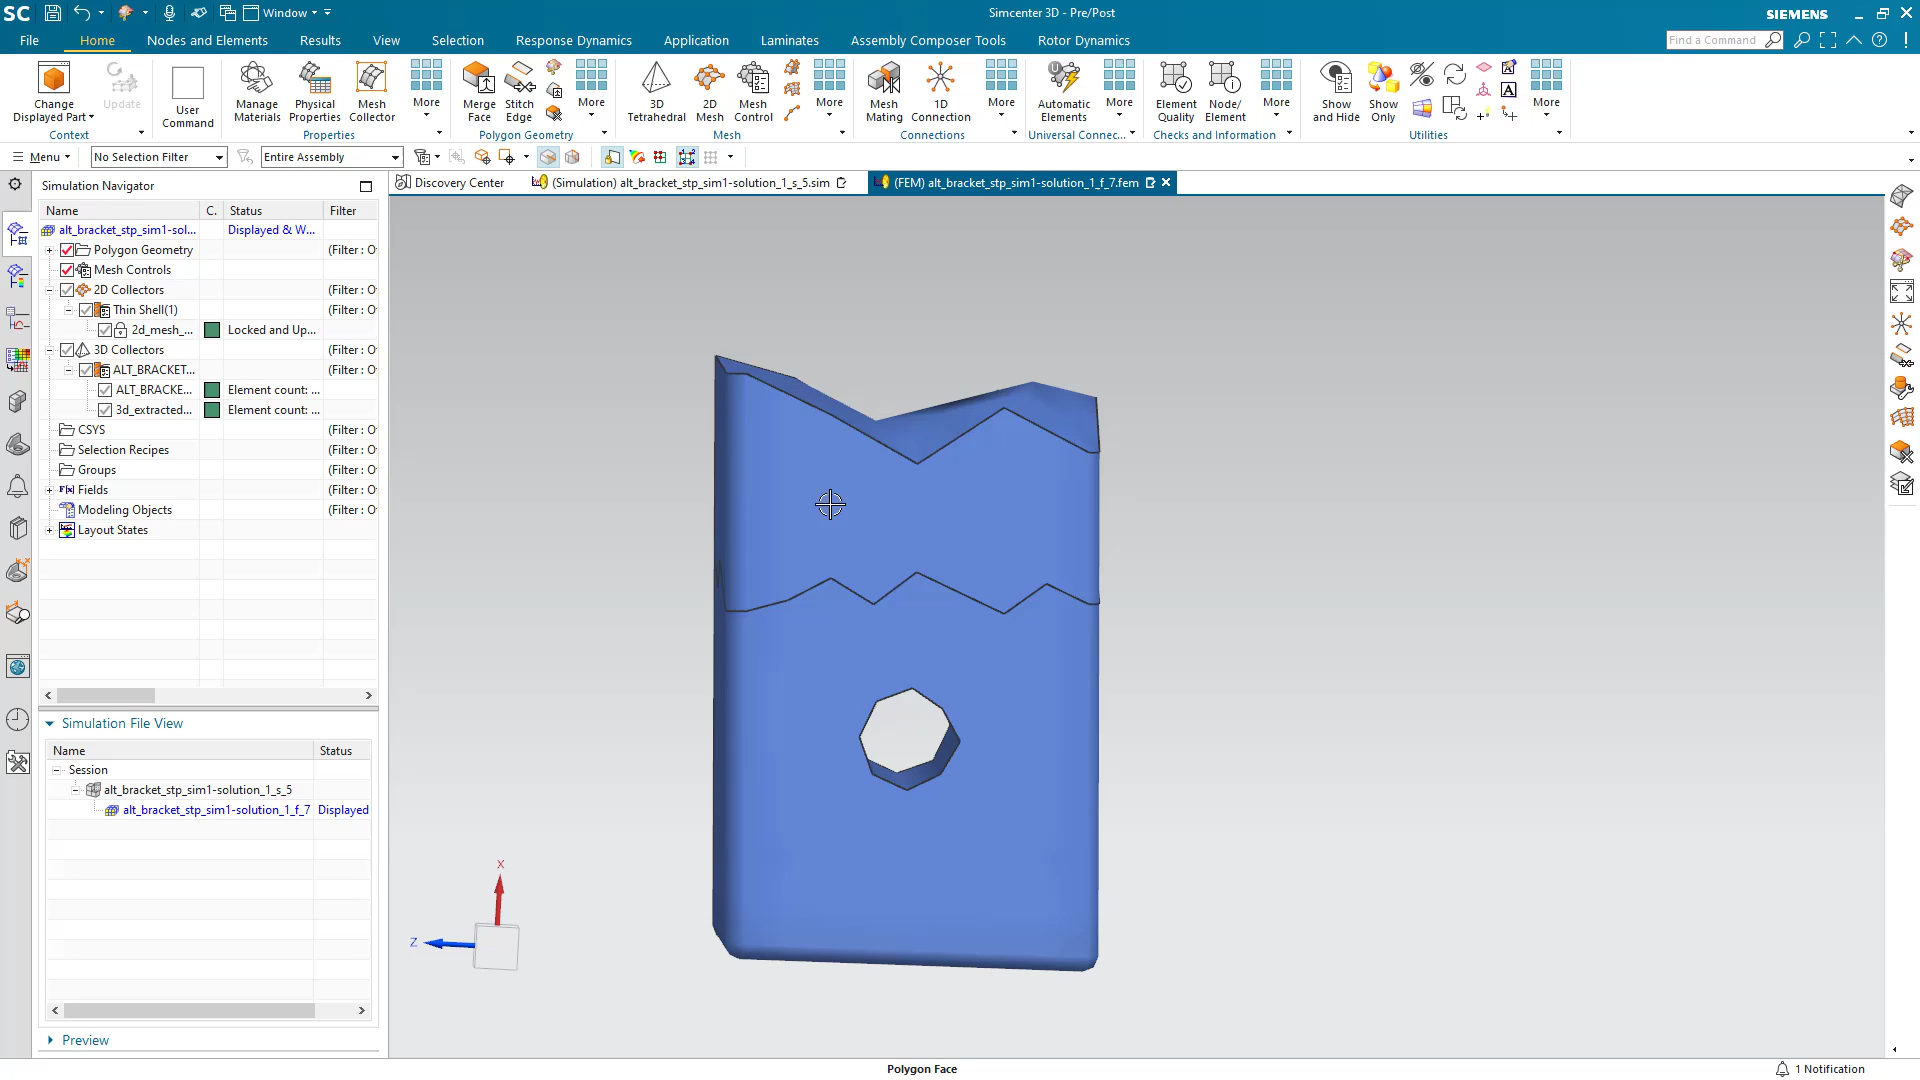 SC Window Simcenter 3D - Pre/Post SIEMENS
File Home Nodes and Elements Results View Selection Response Dynamics Application Laminates Assembly Composer Tools Rotor Dynamics Find a Command
Change
Displayed Part
Update
User
Command
Manage
Materials
Physical
Properties
Mesh
Collector
More
Merge
Face
Stitch
Edge
More
3D
Tetrahedral
2D
Mesh
Mesh
Control
More
Mesh
Mating
1D
Connection
More
Automatic
Elements
More
Element
Quality
Node/
Element
More
Show
and Hide
Show
Only
A
More
Context Properties Polygon Geometry Mesh Connections Universal Connec... Checks and Information Utilities
Menu No Selection Filter Entire Assembly
Simulation Navigator
Discovery Center (Simulation) alt_bracket_stp_sim1-solution_1_s_5.sim (FEM) alt_bracket_stp_sim1-solution_1_f_7.fem
Name C. Status Filter
alt_bracket_stp_sim1-sol... Displayed & W...
Polygon Geometry (Filter : O
Mesh Controls
2D Collectors (Filter : O
Thin Shell(1) (Filter : O
2d_mesh_... Locked and Up...
3D Collectors (Filter : O
ALT_BRACKET... (Filter : O
ALT_BRACKE... Element count: ...
3d_extracted... Element count: ...
CSYS (Filter : O
Selection Recipes (Filter : O
Groups (Filter : O
F(x) Fields (Filter : O
Modeling Objects (Filter : O
Layout States
Simulation File View
Name Status
Session
alt_bracket_stp_sim1-solution_1_s_5
alt_bracket_stp_sim1-solution_1_f_7 Displayed
Preview
X
Z
Polygon Face
1 Notification